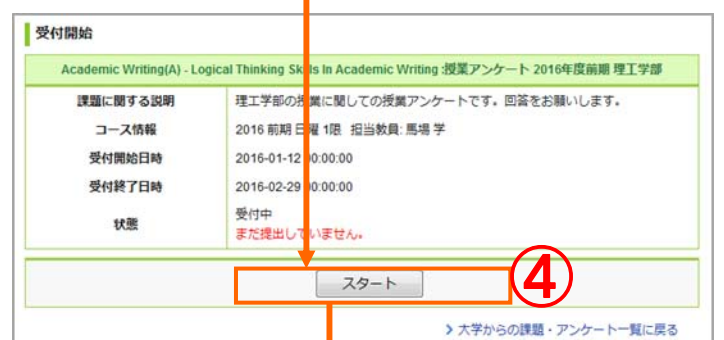 受付開始
Academic Writing(A) - Logical Thinking Skills In Academic Writing :授業アンケート 2016年度前期 理工学部
課題に関する説明 理工学部の授業に関しての授業アンケートです。回答をお願いします。
コース情報 2016 前期 日曜 1限 担当教員: 馬場 学
受付開始日時 2016-01-12 00:00:00
受付終了日時 2016-02-29 00:00:00
状態 受付中
まだ提出していません。
スタート ④
> 大学からの課題・アンケート一覧に戻る